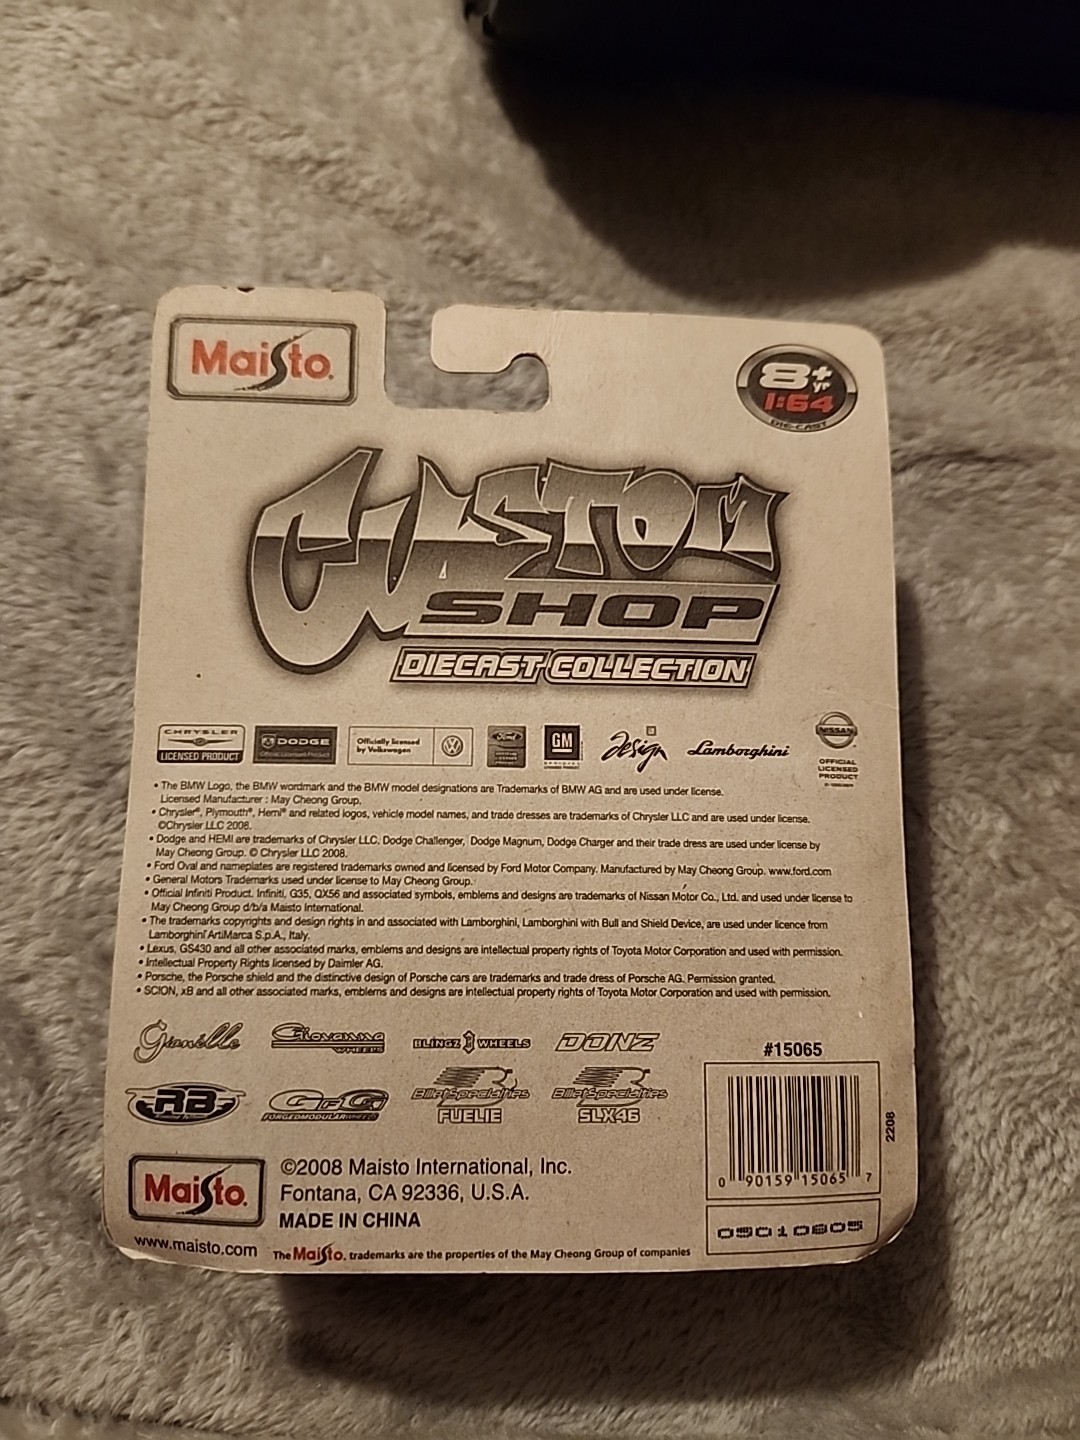 Maisto
8+ yr
1:64
DIE-CAST
CUSTOM
SHOP
DIECAST COLLECTION
CHRYSLER
LICENSED PRODUCT
DODGE
Official Licensed Product
Officially licensed
by Volkswagen
Ford
GM
Design
Lamborghini
NISSAN
OFFICIAL
LICENSED
PRODUCT
• The BMW Logo, the BMW wordmark and the BMW model designations are Trademarks of BMW AG and are used under license.
Licensed Manufacturer : May Cheong Group.
• Chrysler®, Plymouth®, Hemi® and related logos, vehicle model names, and trade dresses are trademarks of Chrysler LLC and are used under license.
©Chrysler LLC 2008.
• Dodge and HEMI are trademarks of Chrysler LLC. Dodge Challenger, Dodge Magnum, Dodge Charger and their trade dress are used under license by
May Cheong Group. © Chrysler LLC 2008.
• Ford Oval and nameplates are registered trademarks owned and licensed by Ford Motor Company. Manufactured by May Cheong Group. www.ford.com
• General Motors Trademarks used under license to May Cheong Group.
• Official Infiniti Product. Infiniti, G35, QX56 and associated symbols, emblems and designs are trademarks of Nissan Motor Co., Ltd. and used under license to
May Cheong Group d/b/a Maisto International.
• The trademarks copyrights and design rights in and associated with Lamborghini, Lamborghini with Bull and Shield Device, are used under licence from
Lamborghini ArtiMarca S.p.A., Italy.
• Lexus, GS430 and all other associated marks, emblems and designs are intellectual property rights of Toyota Motor Corporation and used with permission.
• Intellectual Property Rights licensed by Daimler AG.
• Porsche, the Porsche shield and the distinctive design of Porsche cars are trademarks and trade dress of Porsche AG. Permission granted.
• SCION, xB and all other associated marks, emblems and designs are intellectual property rights of Toyota Motor Corporation and used with permission.
Gianelle
Giovanna
WHEELS
BLINGZ WHEELS
DONZ
RB
GFG
FORGEDMODULARWHEELS
BilletSpecialties
FUELIE
BilletSpecialties
SLX46
#15065
0 90159 15065 7
2208
09010805
Maisto
©2008 Maisto International, Inc.
Fontana, CA 92336, U.S.A.
MADE IN CHINA
www.maisto.com
The Maisto. trademarks are the properties of the May Cheong Group of companies